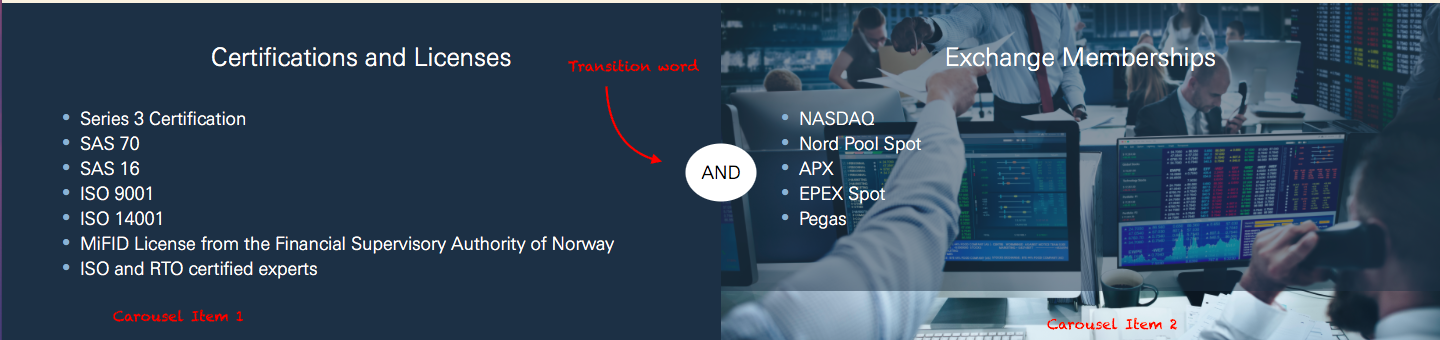 Certifications and Licenses
Transition word
Series 3 Certification
SAS 70
SAS 16
ISO 9001
ISO 14001
MiFID License from the Financial Supervisory Authority of Norway
ISO and RTO certified experts
Carousel Item 1
AND
Exchange Memberships
NASDAQ
Nord Pool Spot
APX
EPEX Spot
Pegas
Carousel Item 2